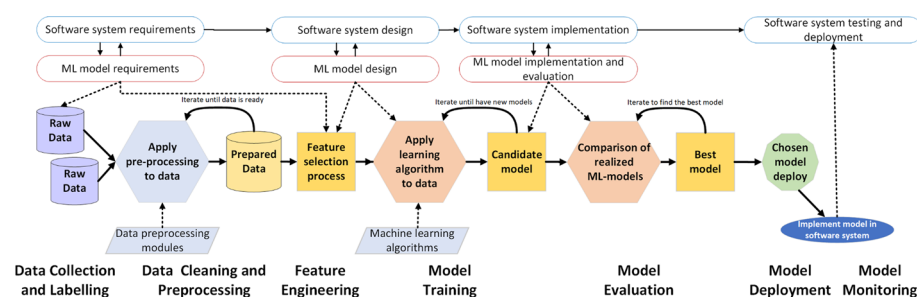 Software system requirements
Software system design
Software system implementation
Software system testing and
deployment
ML model requirements
ML model design
ML model implementation and
evaluation
Iterate until data is ready
Iterate until have new models
Iterate to find the best model
Raw
Data
Raw
Data
Apply
pre-processing
to data
Prepared
Data
Feature
selection
process
Apply
learning
algorithm
to data
Candidate
model
Comparison of
realized
ML-models
Best
model
Chosen
model
deploy
Implement model in
software system
Data preprocessing
modules
Machine learning
algorithms
Data Collection
and Labelling
Data Cleaning and
Preprocessing
Feature
Engineering
Model
Training
Model
Evaluation
Model
Deployment
Model
Monitoring